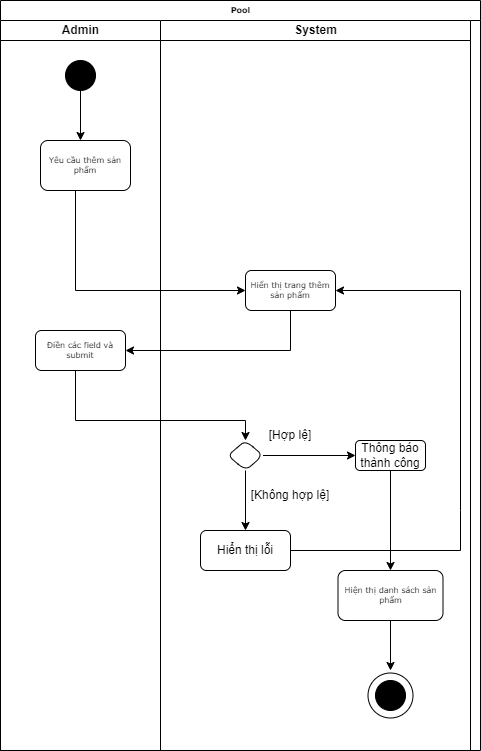 Pool
Admin
System
Yêu cầu thêm sản
phẩm
Hiển thị trang thêm
sản phẩm
Điền các field và
submit
[Hợp lệ]
Thông báo
thành công
[Không hợp lệ]
Hiển thị lỗi
Hiện thị danh sách sản
phẩm